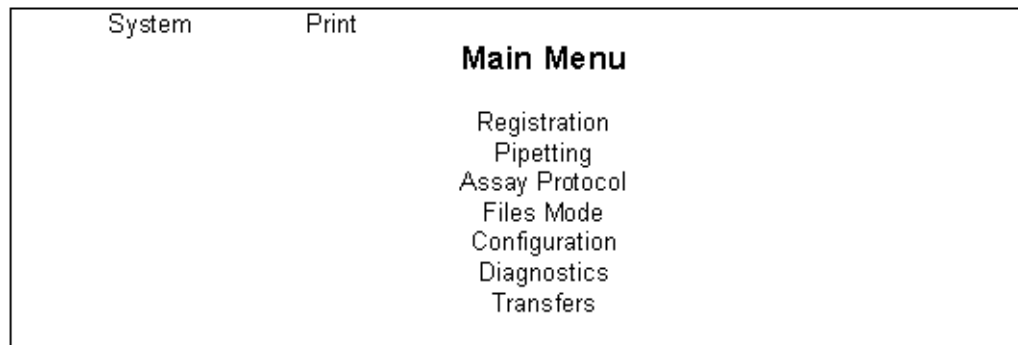 System Print
Main Menu
Registration
Pipetting
Assay Protocol
Files Mode
Configuration
Diagnostics
Transfers